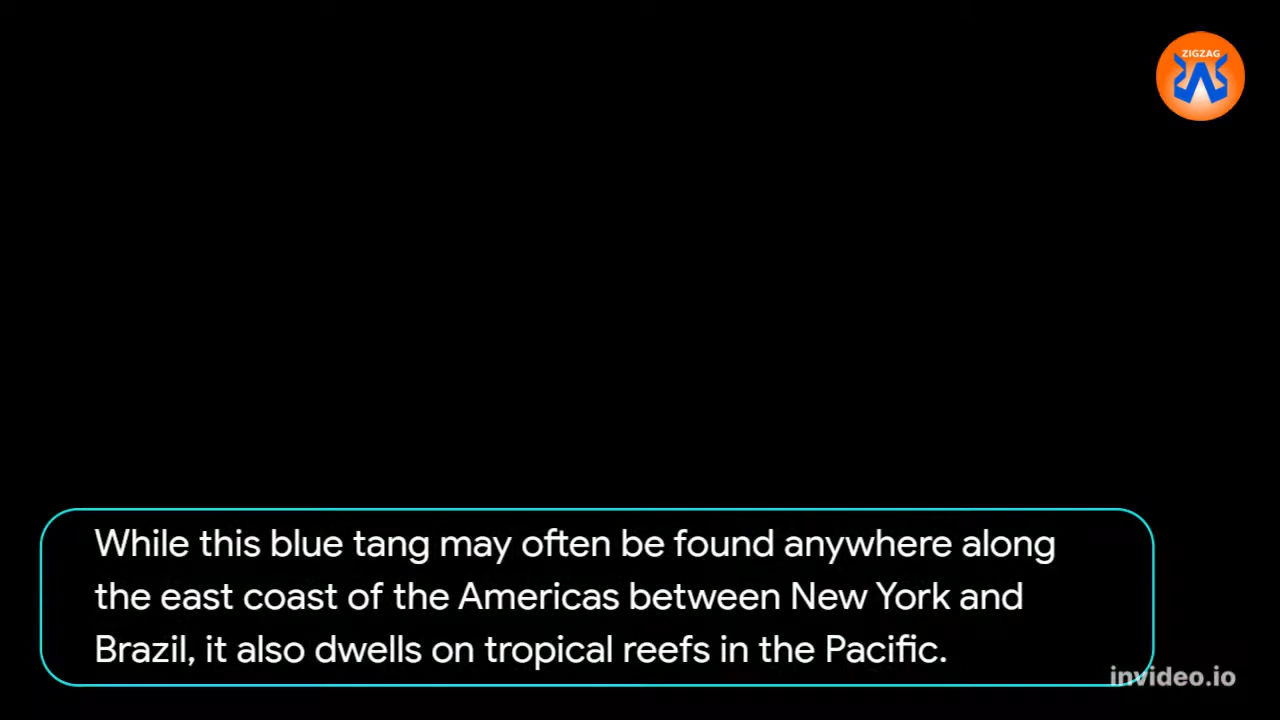 ZIGZAG
While this blue tang may often be found anywhere along
the east coast of the Americas between New York and
Brazil, it also dwells on tropical reefs in the Pacific.
invideo.io